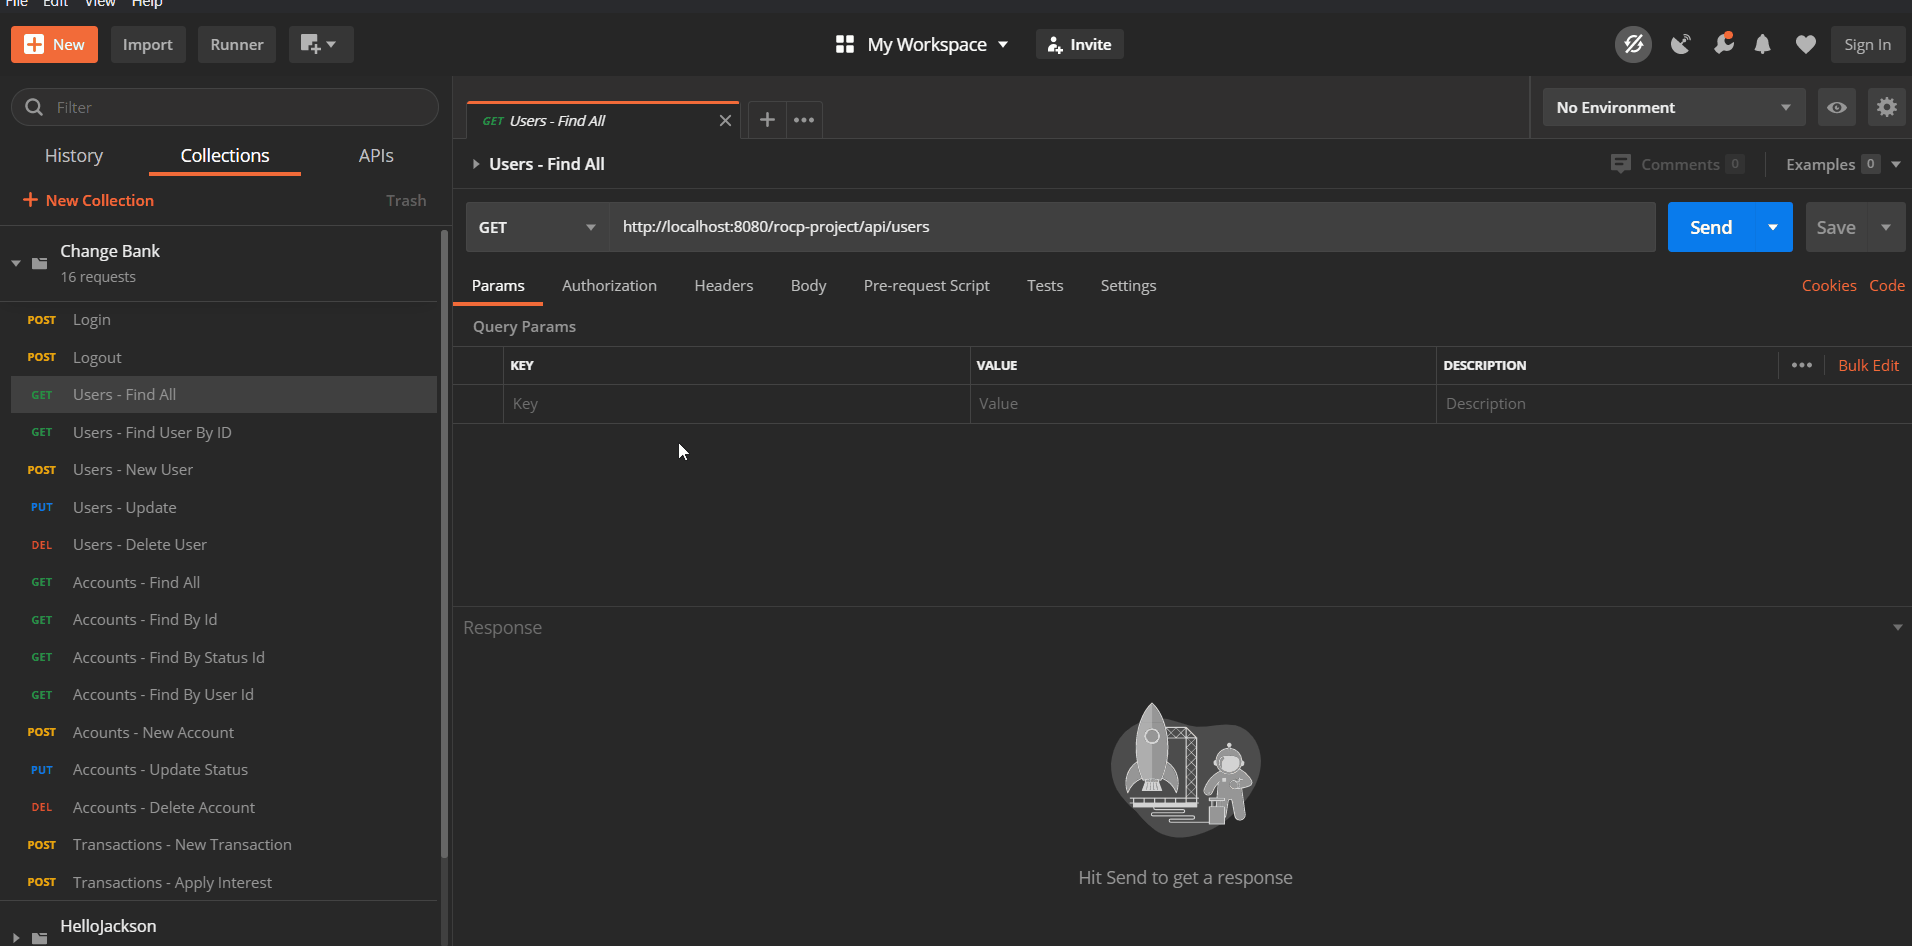 File Edit View Help
New Import Runner
My Workspace Invite
Sign In
Filter
History Collections APIs
New Collection Trash
Change Bank
16 requests
POST Login
POST Logout
GET Users - Find All
GET Users - Find User By ID
POST Users - New User
PUT Users - Update
DEL Users - Delete User
GET Accounts - Find All
GET Accounts - Find By Id
GET Accounts - Find By Status Id
GET Accounts - Find By User Id
POST Acounts - New Account
PUT Accounts - Update Status
DEL Accounts - Delete Account
POST Transactions - New Transaction
POST Transactions - Apply Interest
HelloJackson
GET Users - Find All
No Environment
Users - Find All
Comments 0 Examples 0
GET http://localhost:8080/rocp-project/api/users
Send Save
Params Authorization Headers Body Pre-request Script Tests Settings
Cookies Code
Query Params
KEY VALUE DESCRIPTION Bulk Edit
Key Value Description
Response
Hit Send to get a response